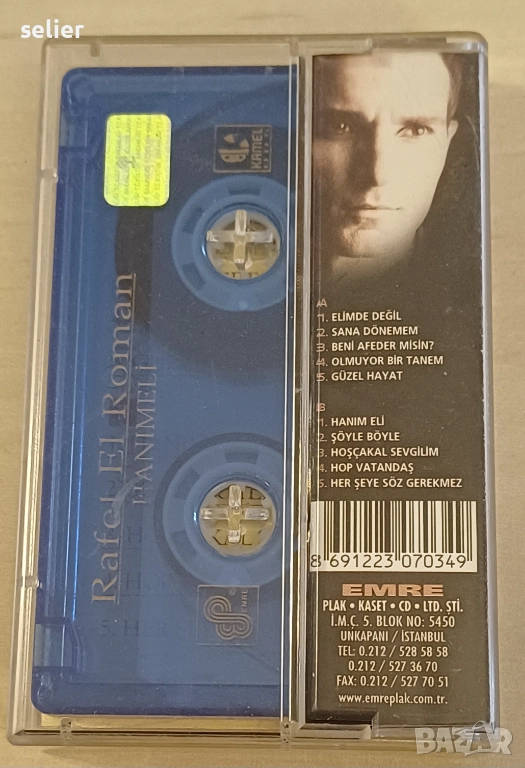 selier
KAMEL
Rafet El Roman
HANIMELİ
EMRE
A
1. ELİMDE DEĞİL
2. SANA DÖNEMEM
3. BENİ AFEDER MİSİN?
4. OLMUYOR BİR TANEM
5. GÜZEL HAYAT
B
1. HANIM ELİ
2. ŞÖYLE BÖYLE
3. HOŞÇAKAL SEVGİLİM
4. HOP VATANDAŞ
5. HER ŞEYE SÖZ GEREKMEZ
8 691223 070349
EMRE
PLAK • KASET • CD • LTD. ŞTİ.
İ.M.Ç. 5. BLOK NO: 5450
UNKAPANI / İSTANBUL
TEL: 0.212 / 528 58 58
0.212 / 527 36 70
FAX: 0.212 / 527 70 51
www.emreplak.com.tr.
BAZAR